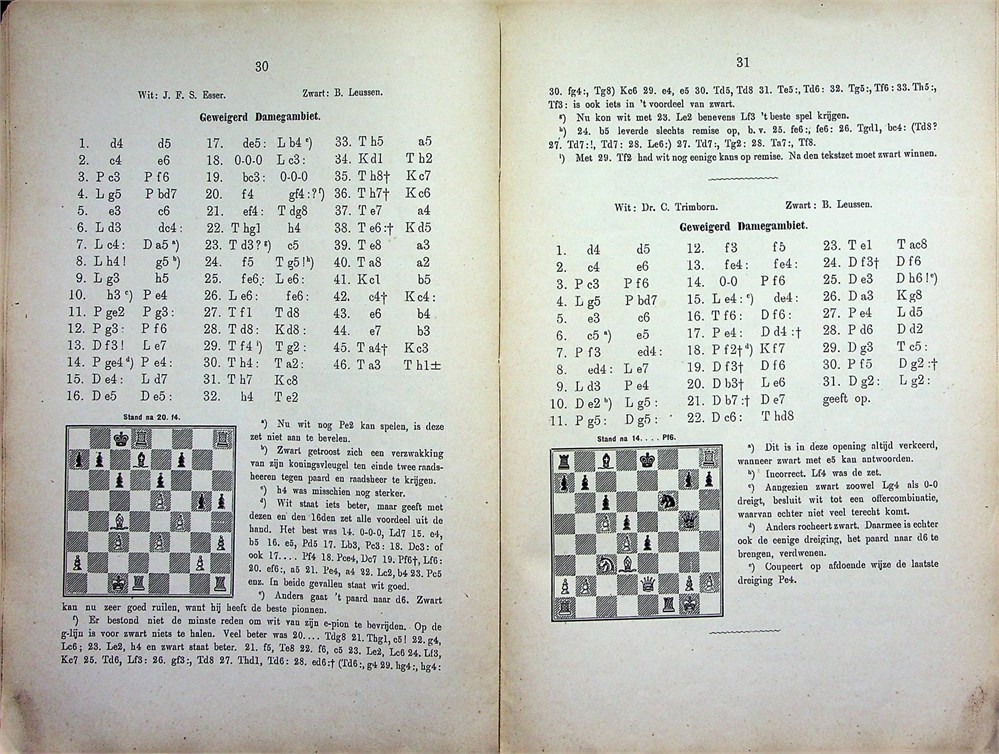 30
Wit: J. F. S. Esser. Zwart: B. Leussen.
Geweigerd Damegambiet.
1. d4 d5
2. c4 e6
3. P c3 P f6
4. L g5 P bd7
5. e3 c6
6. L d3 dc4:
7. L c4: D a5 ᵃ)
8. L h4! g5 ᵇ)
9. L g3 h5
10. h3 ᶜ) P e4
11. P ge2 P g3:
12. P g3: P f6
13. D f3! L e7
14. P ge4 ᵈ) P e4:
15. D e4: L d7
16. D e5 D e5:
17. de5: L b4 ᵉ)
18. 0-0-0 L c3:
19. bc3: 0-0-0
20. f4 gf4:? ᶠ)
21. ef4: T dg8
22. T hg1 h4
23. T d3? ᵍ) c5
24. f5 T g5! ʰ)
25. fe6: L e6:
26. L e6: fe6:
27. T f1 T d8
28. T d8: K d8:
29. T f4 ⁱ) T g2:
30. T h4: T a2:
31. T h7 K c8
32. h4 T e2
33. T h5 a5
34. K d1 T h2
35. T h8† K c7
36. T h7† K c6
37. T e7 a4
38. T e6:† K d5
39. T e8 a3
40. T a8 a2
41. K c1 b5
42. c4† K c4:
43. e6 b4
44. e7 b3
45. T a4† K c3
46. T a3 T h1±
Stand na 20. f4.
ᵃ) Nu wit nog Pe2 kan spelen, is deze
zet niet aan te bevelen.
ᵇ) Zwart getroost zich een verzwakking
van zijn koningsvleugel ten einde twee raads-
heeren tegen paard en raadsheer te krijgen.
ᶜ) h4 was misschien nog sterker.
ᵈ) Wit staat iets beter, maar geeft met
dezen en den 16den zet alle voordeel uit de
hand. Het best was 14. 0-0-0, Ld7 15. e4,
b5 16. e5, Pd5 17. Lb3, Pc3: 18. Dc3: of
ook 17.... Pf4 18. Pce4, Dc7 19. Pf6†, Lf6:
20. ef6:, a5 21. Pe4, a4 22. Lc2, b4 23. Pc5
enz. In beide gevallen staat wit goed.
ᵉ) Anders gaat 't paard naar d6. Zwart
kan nu zeer goed ruilen, want hij heeft de beste pionnen.
ᶠ) Er bestond niet de minste reden om wit van zijn e-pion te bevrijden. Op de
g-lijn is voor zwart niets te halen. Veel beter was 20.... Tdg8 21. Thg1, c5! 22. g4,
Lc6; 23. Le2, h4 en zwart staat beter. 21. f5, Te8 22. f6, c5 23. Le2, Lc6 24. Lf3,
Kc7 25. Td6, Lf3: 26. gf3:, Td8 27. Thd1, Td6: 28. ed6:† (Td6:, g4 29. hg4:, hg4:
31
30. fg4:, Tg8) Kc6 29. e4, e5 30. Td5, Td8 31. Te5:, Td6: 32. Tg5:, Tf6: 33. Th5:,
Tf3: is ook iets in 't voordeel van zwart.
ᵍ) Nu kon wit met 23. Le2 benevens Lf3 't beste spel krijgen.
ʰ) 24. b5 leverde slechts remise op, b. v. 25. fe6:, fe6: 26. Tgd1, bc4: (Td8?
27. Td7:!, Td7: 28. Le6:) 27. Td7:, Tg2: 28. Ta7:, Tf8.
ⁱ) Met 29. Tf2 had wit nog eenige kans op remise. Na den tekstzet moet zwart winnen.
Wit: Dr. C. Trimborn. Zwart: B. Leussen.
Geweigerd Damegambiet.
1. d4 d5
2. c4 e6
3. P c3 P f6
4. L g5 P bd7
5. e3 c6
6. c5 ᵃ) e5
7. P f3 ed4:
8. ed4: L e7
9. L d3 P e4
10. D e2 ᵇ) L g5:
11. P g5: D g5:
12. f3 f5
13. fe4: fe4:
14. 0-0 P f6
15. L e4: ᶜ) de4:
16. T f6: D f6:
17. P e4: D d4:†
18. P f2† ᵈ) K f7
19. D f3† D f6
20. D b3† L e6
21. D b7:† D e7
22. D c6: T hd8
23. T e1 T ac8
24. D f3† D f6
25. D e3 D h6! ᵉ)
26. D a3 K g8
27. P e4 L d5
28. P d6 D d2
29. D g3 T c5:
30. P f5 D g2:†
31. D g2: L g2:
geeft op.
Stand na 14.... Pf6.
ᵃ) Dit is in deze opening altijd verkeerd,
wanneer zwart met e5 kan antwoorden.
ᵇ) Incorrect. Lf4 was de zet.
ᶜ) Aangezien zwart zoowel Lg4 als 0-0
dreigt, besluit wit tot een offercombinatie,
waarvan echter niet veel terecht komt.
ᵈ) Anders rocheert zwart. Daarmee is echter
ook de eenige dreiging, het paard naar d6 te
brengen, verdwenen.
ᵉ) Coupeert op afdoende wijze de laatste
dreiging Pe4.